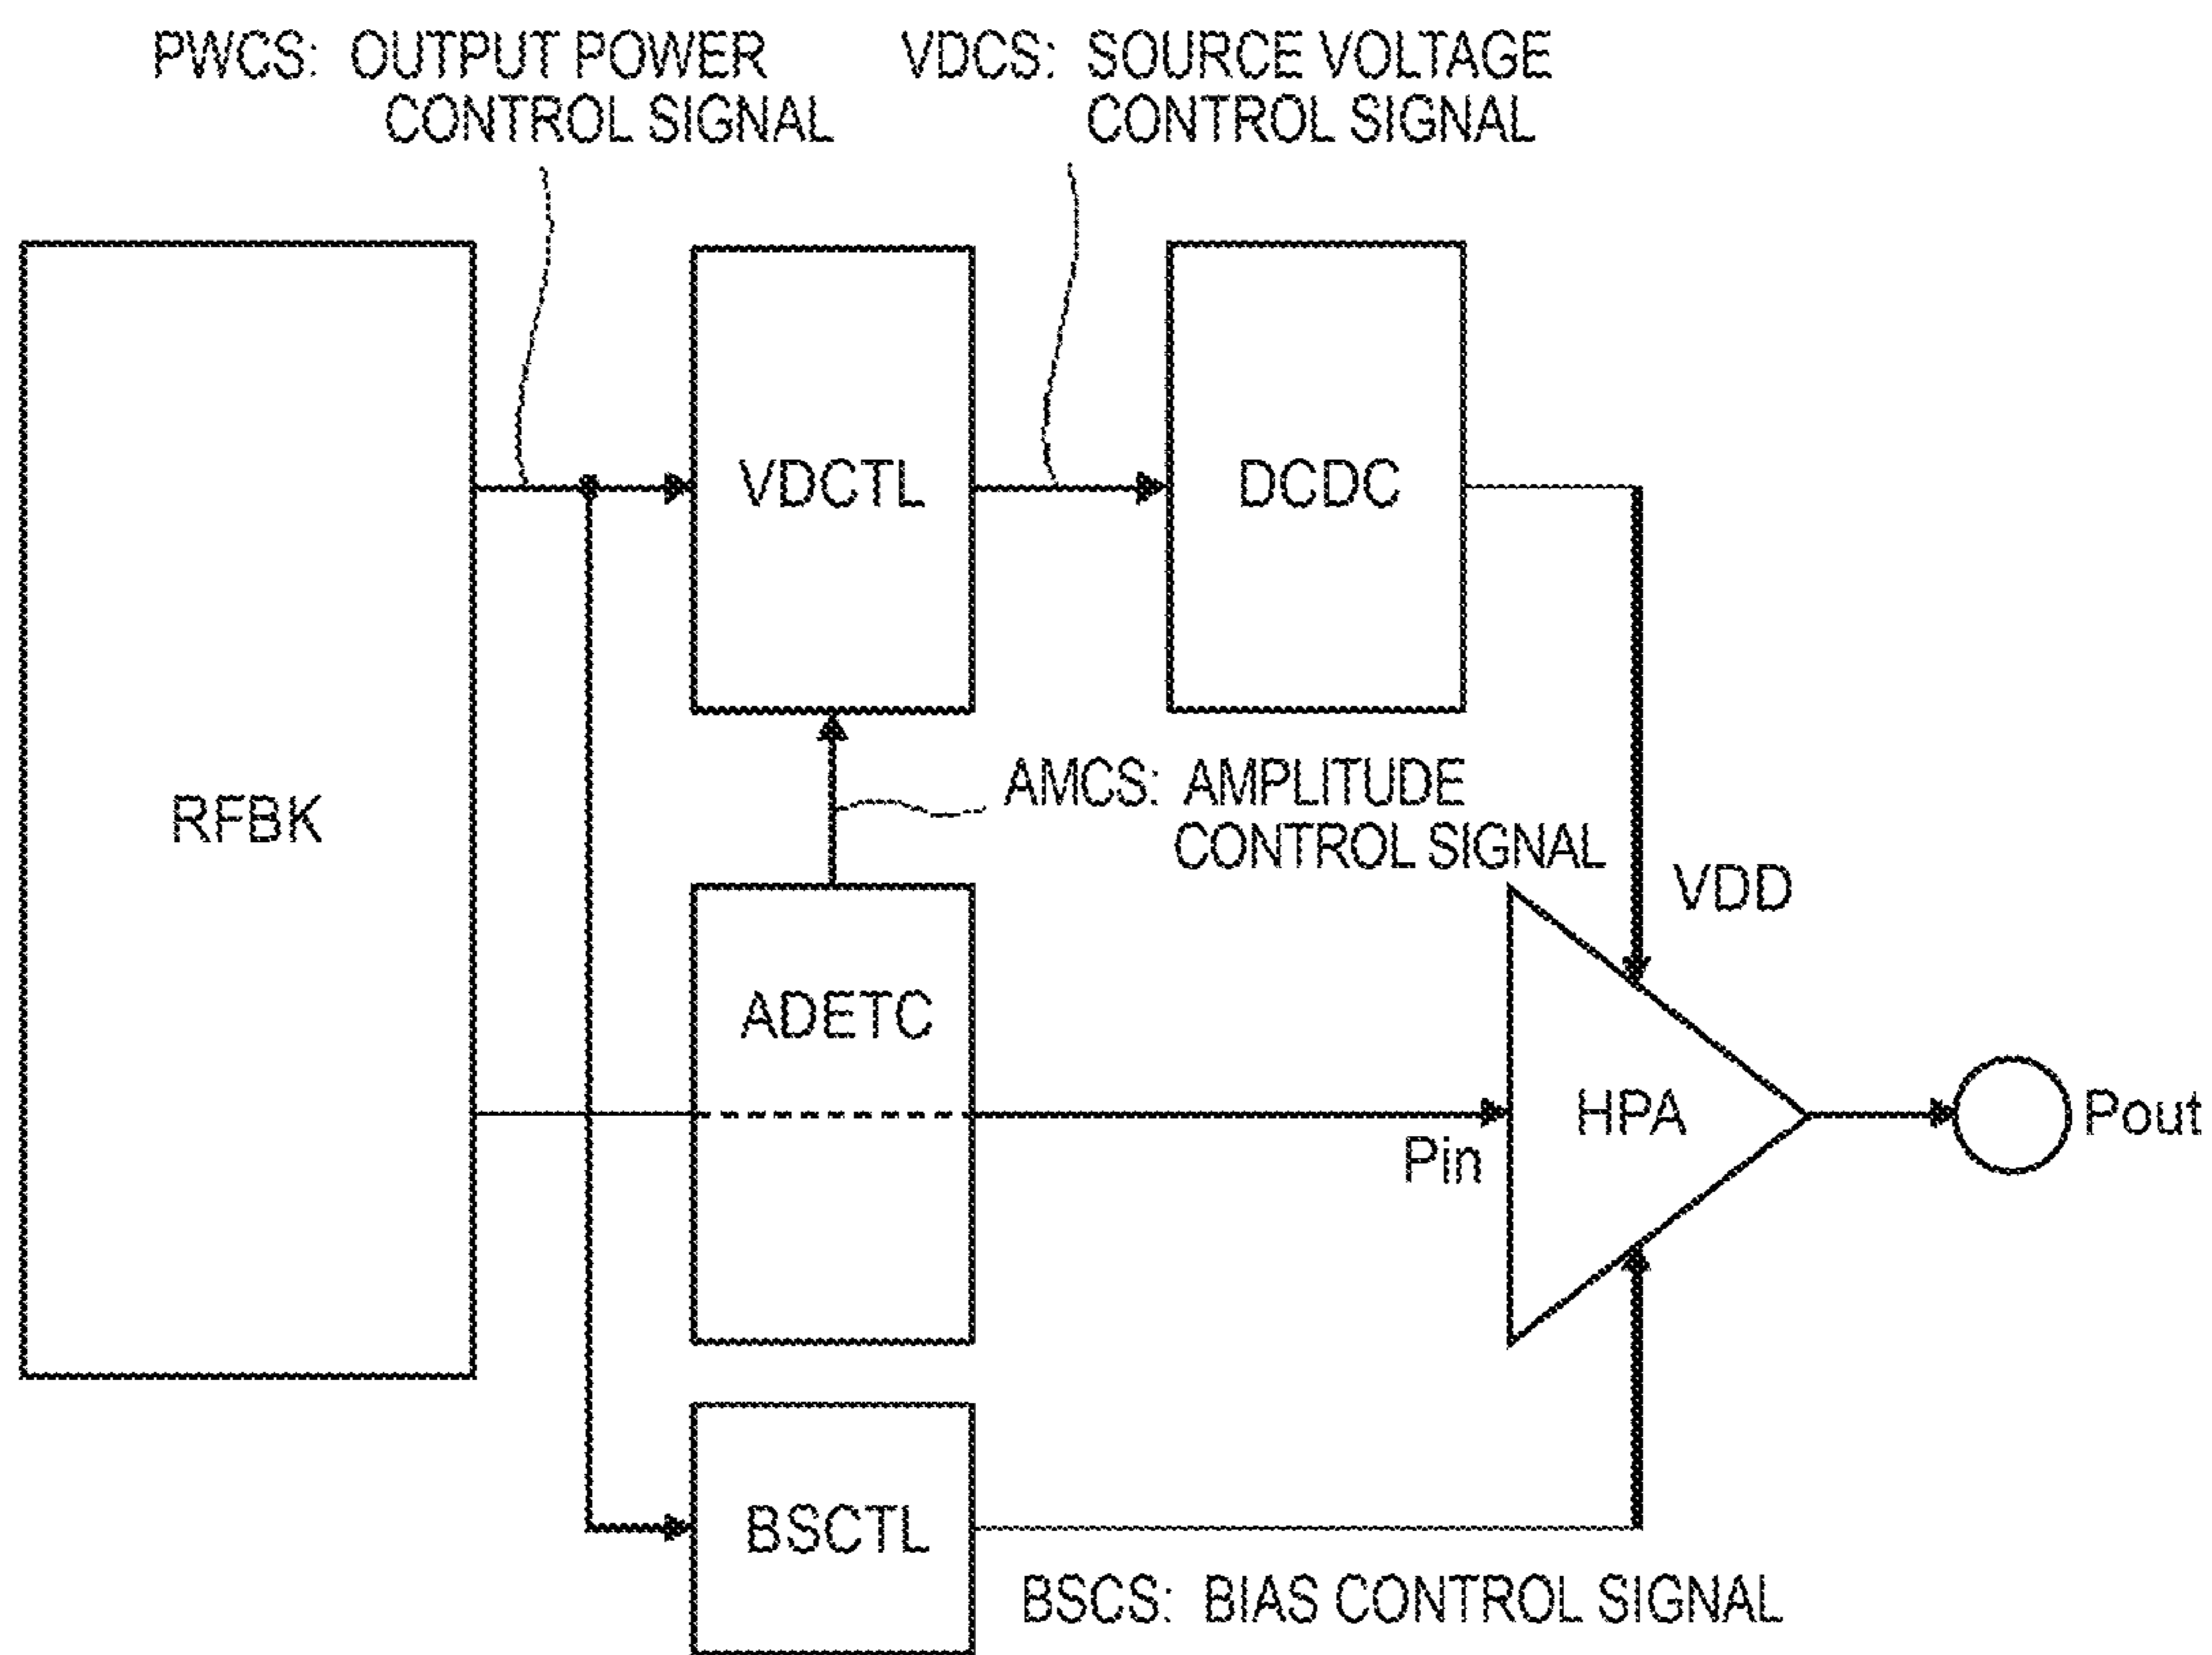 PWCS: OUTPUT POWER
CONTROL SIGNAL
VDCS: SOURCE VOLTAGE
CONTROL SIGNAL
VDCTL
DCDC
RFBK
AMCS: AMPLITUDE
CONTROL SIGNAL
VDD
ADETC
HPA
Pout
Pin
BSCTL
BSCS: BIAS CONTROL SIGNAL